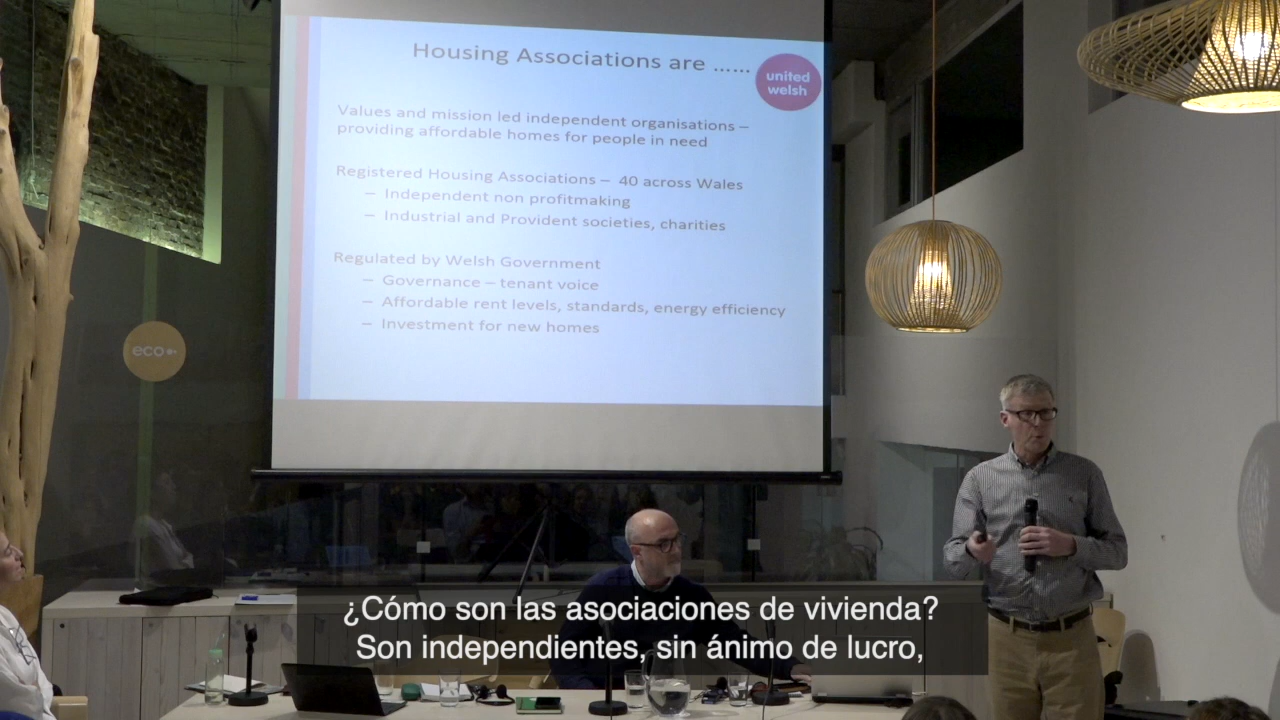 Housing Associations are ......
united
welsh
Values and mission led independent organisations –
providing affordable homes for people in need
Registered Housing Associations – 40 across Wales
– Independent non profitmaking
– Industrial and Provident societies, charities
Regulated by Welsh Government
– Governance – tenant voice
– Affordable rent levels, standards, energy efficiency
– Investment for new homes
eco
¿Cómo son las asociaciones de vivienda?
Son independientes, sin ánimo de lucro,